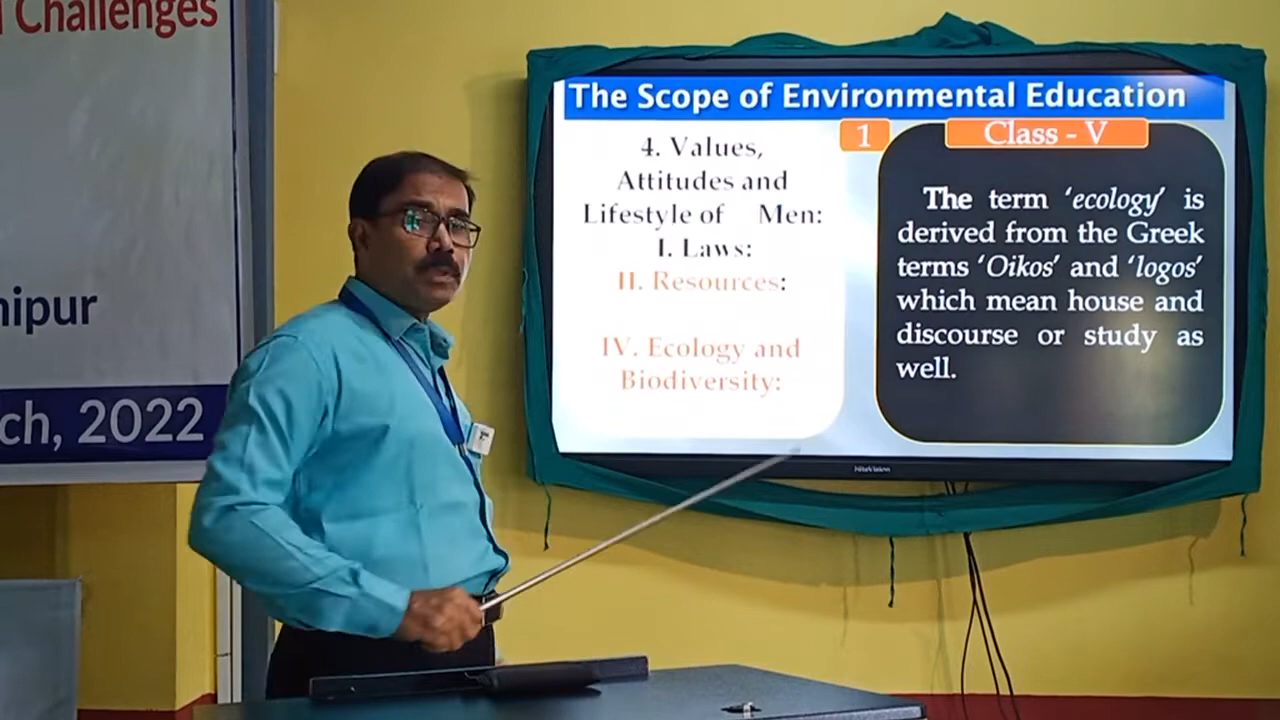 Challenges
nipur
ch, 2022
The Scope of Environmental Education
4. Values,
Attitudes and
Lifestyle of Men:
I. Laws:
II. Resources:
IV. Ecology and
Biodiversity:
1
Class - V
The term ‘ecology’ is
derived from the Greek
terms ‘Oikos’ and ‘logos’
which mean house and
discourse or study as
well.